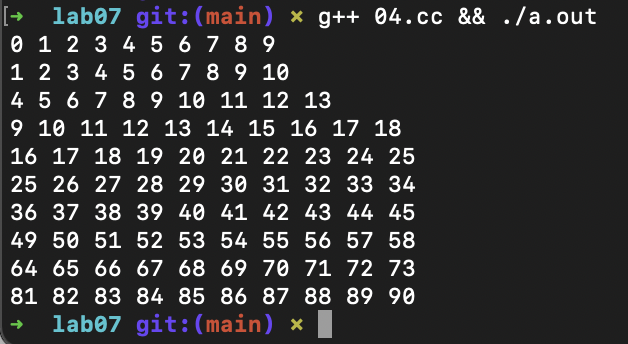 [➜  lab07 git:(main) × g++ 04.cc && ./a.out
0 1 2 3 4 5 6 7 8 9
1 2 3 4 5 6 7 8 9 10
4 5 6 7 8 9 10 11 12 13
9 10 11 12 13 14 15 16 17 18
16 17 18 19 20 21 22 23 24 25
25 26 27 28 29 30 31 32 33 34
36 37 38 39 40 41 42 43 44 45
49 50 51 52 53 54 55 56 57 58
64 65 66 67 68 69 70 71 72 73
81 82 83 84 85 86 87 88 89 90
➜  lab07 git:(main) ×